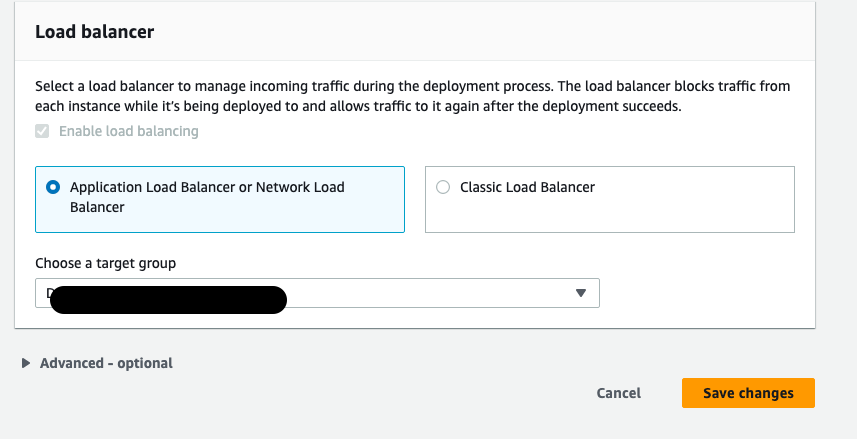 Load balancer
Select a load balancer to manage incoming traffic during the deployment process. The load balancer blocks traffic from
each instance while it's being deployed to and allows traffic to it again after the deployment succeeds.
Enable load balancing
Application Load Balancer or Network Load
Balancer
Classic Load Balancer
Choose a target group
Advanced - optional
Cancel
Save changes